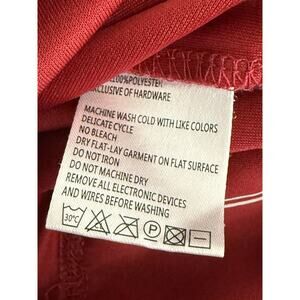 100%POLYESTER
EXCLUSIVE OF HARDWARE
MACHINE WASH COLD WITH LIKE COLORS
DELICATE CYCLE
NO BLEACH
DRY FLAT-LAY GARMENT ON FLAT SURFACE
DO NOT IRON
DO NOT MACHINE DRY
REMOVE ALL ELECTRONIC DEVICES
AND WIRES BEFORE WASHING
30°C P